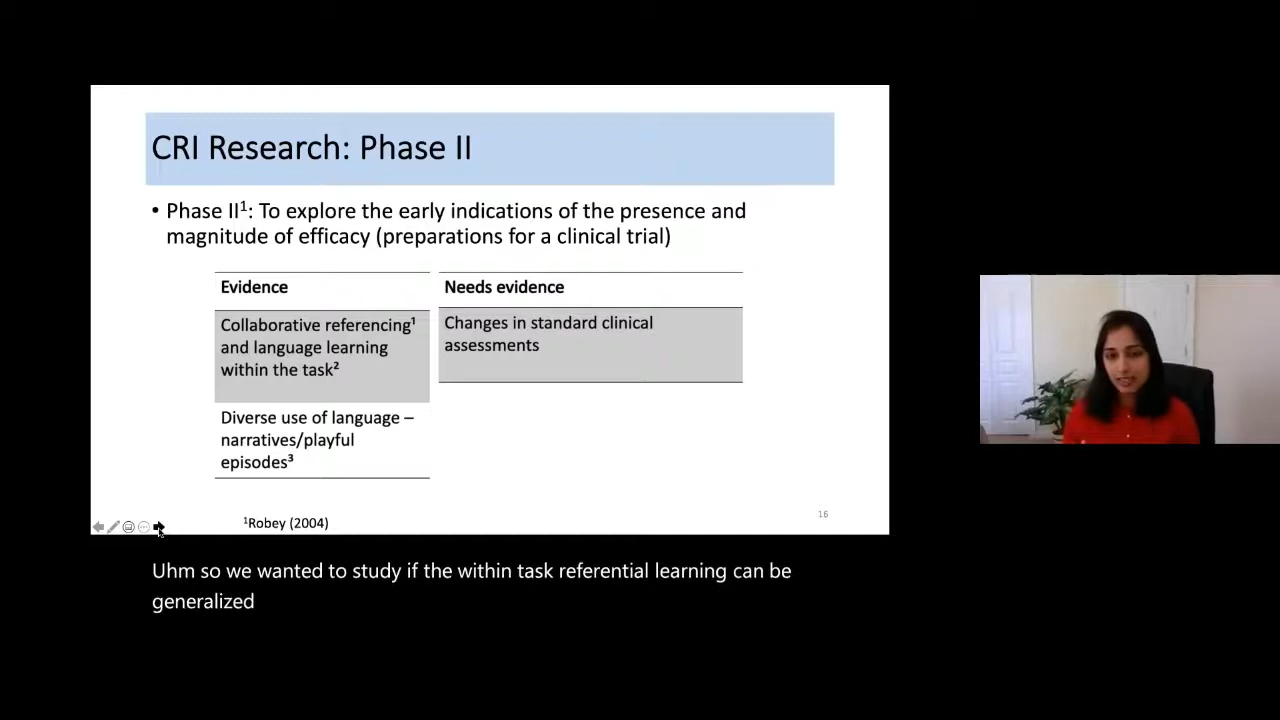 CRI Research: Phase II
• Phase II¹: To explore the early indications of the presence and
magnitude of efficacy (preparations for a clinical trial)
Evidence
Collaborative referencing¹
and language learning
within the task²
Diverse use of language –
narratives/playful
episodes³
Needs evidence
Changes in standard clinical
assessments
¹Robey (2004)
16
Uhm so we wanted to study if the within task referential learning can be
generalized